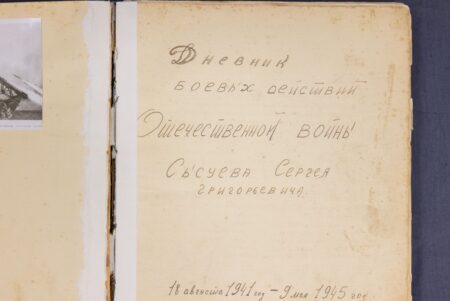 Дневник
боевых действий
Отечественной войны
Сысуева Сергея
Григорьевича
18 августа 1941 год – 9 мая 1945 год